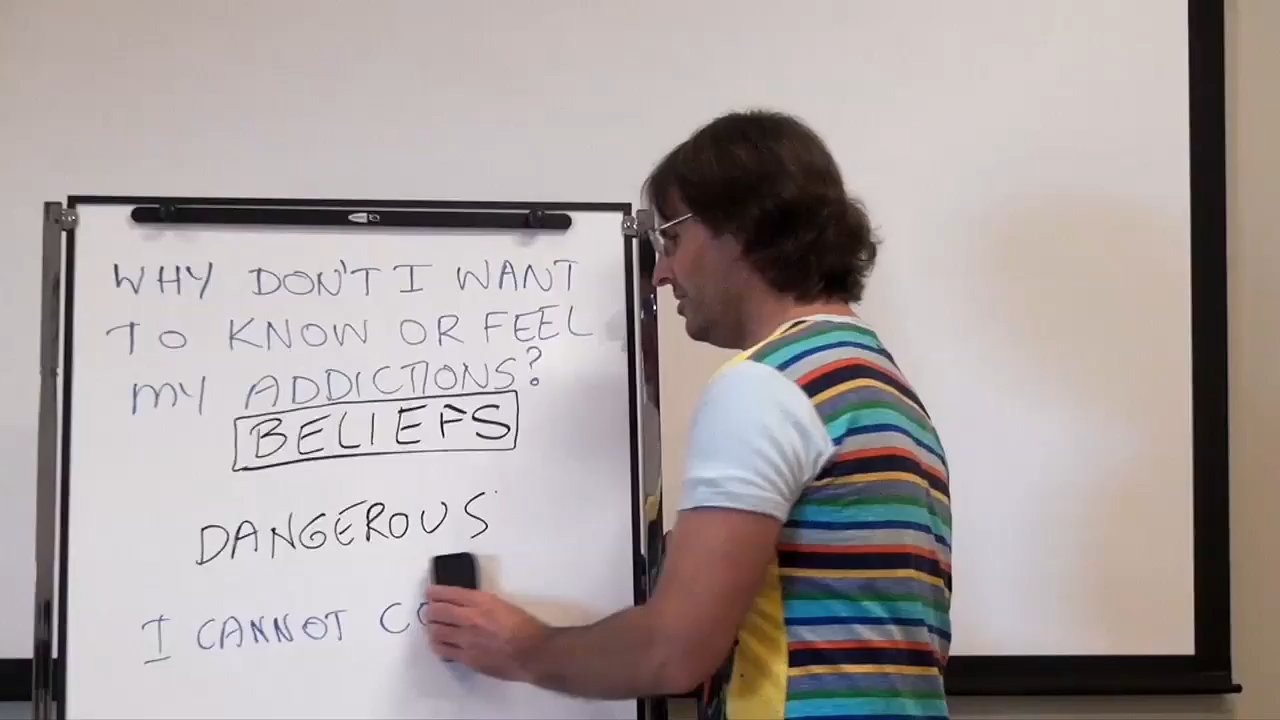 WHY DON'T I WANT
TO KNOW OR FEEL
MY ADDICTIONS?
BELIEFS
DANGEROUS
I CANNOT